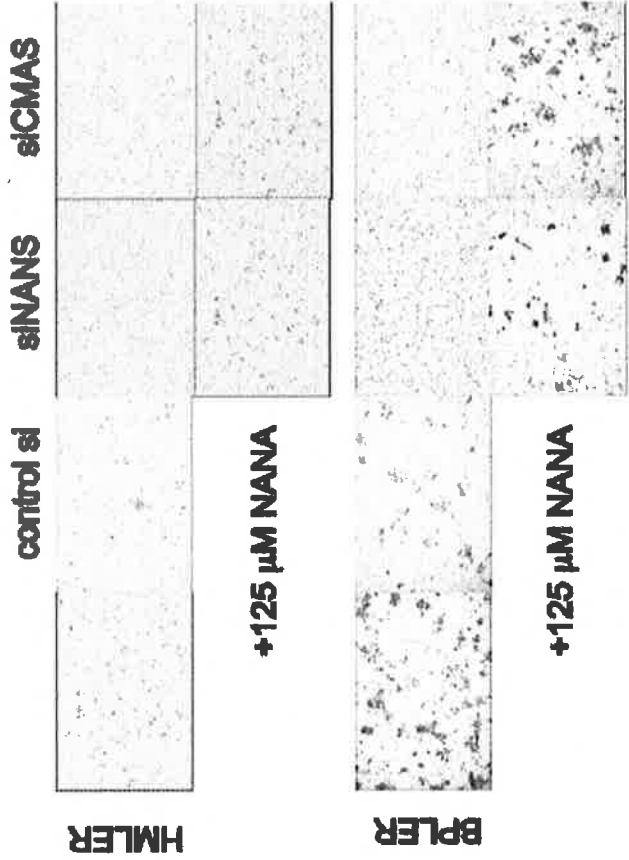 control si siNANS siCMAS
HMLER
+125 µM NANA
BPLER
+125 µM NANA